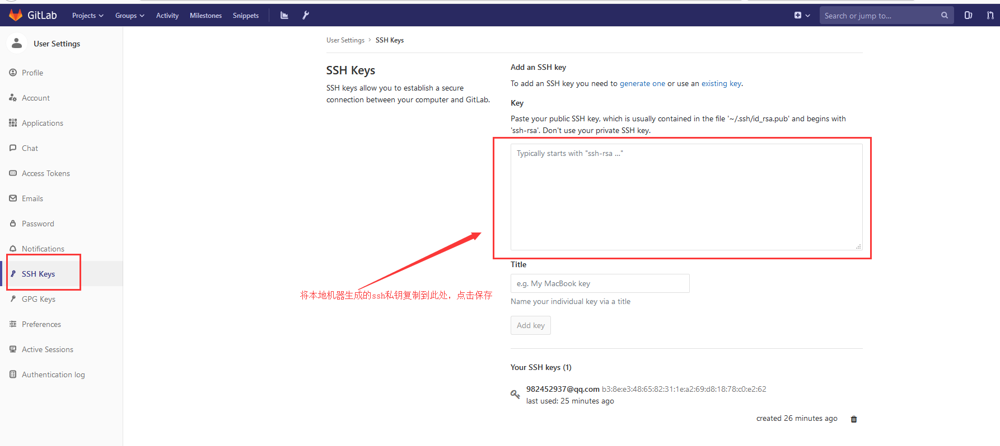 GitLab Projects Groups Activity Milestones Snippets Search or jump to...
User Settings
Profile
Account
Applications
Chat
Access Tokens
Emails
Password
Notifications
SSH Keys
GPG Keys
Preferences
Active Sessions
Authentication log
User Settings > SSH Keys
SSH Keys
SSH keys allow you to establish a secure
connection between your computer and GitLab.
Add an SSH key
To add an SSH key you need to generate one or use an existing key.
Key
Paste your public SSH key, which is usually contained in the file '~/.ssh/id_rsa.pub' and begins with
'ssh-rsa'. Don't use your private SSH key.
Typically starts with "ssh-rsa ..."
将本地机器生成的ssh私钥复制到此处，点击保存
Title
e.g. My MacBook key
Name your individual key via a title
Add key
Your SSH keys (1)
982452937@qq.com b3:8e:e3:48:65:82:31:1e:a2:69:d8:18:78:c0:e2:62
last used: 25 minutes ago
created 26 minutes ago